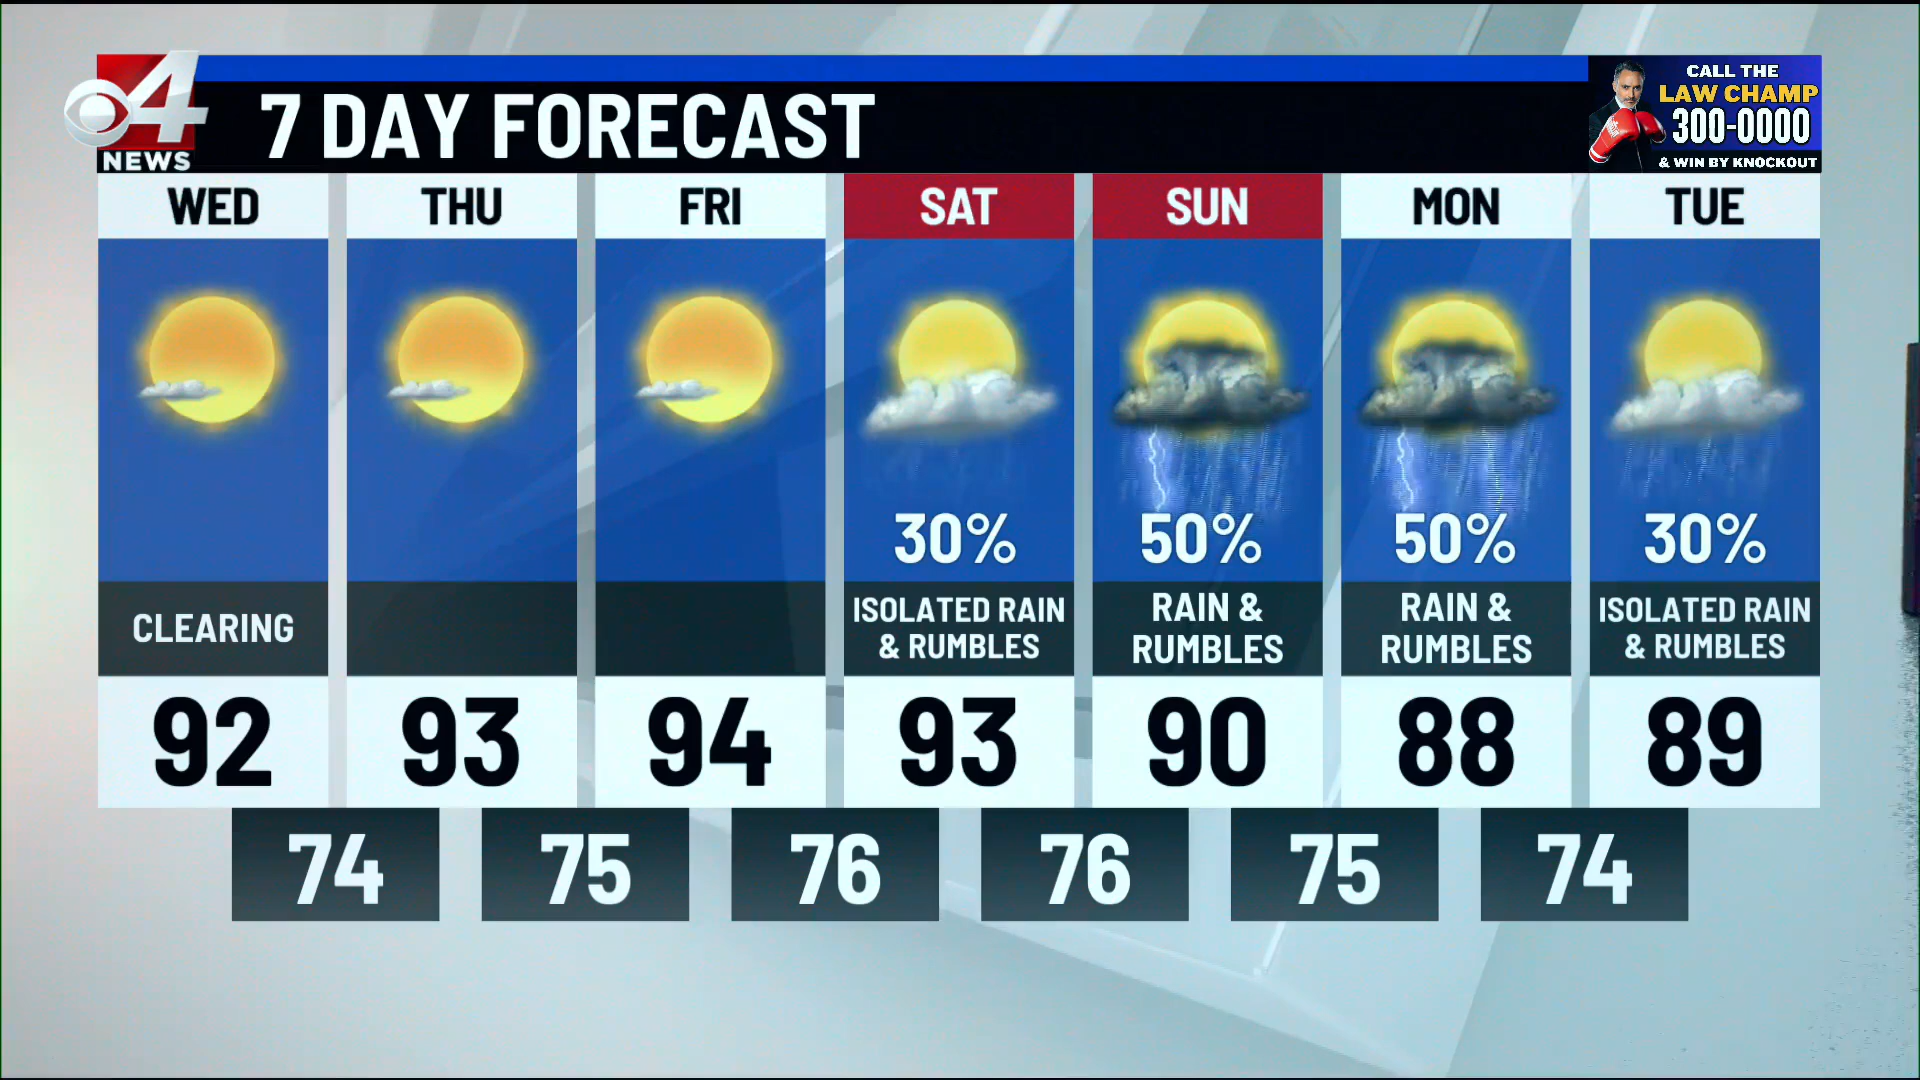 4
NEWS
7 DAY FORECAST
CALL THE
LAW CHAMP
300-0000
& WIN BY KNOCKOUT
WED
THU
FRI
SAT
SUN
MON
TUE
30%
50%
50%
30%
CLEARING
ISOLATED RAIN
& RUMBLES
RAIN &
RUMBLES
RAIN &
RUMBLES
ISOLATED RAIN
& RUMBLES
92
93
94
93
90
88
89
74
75
76
76
75
74